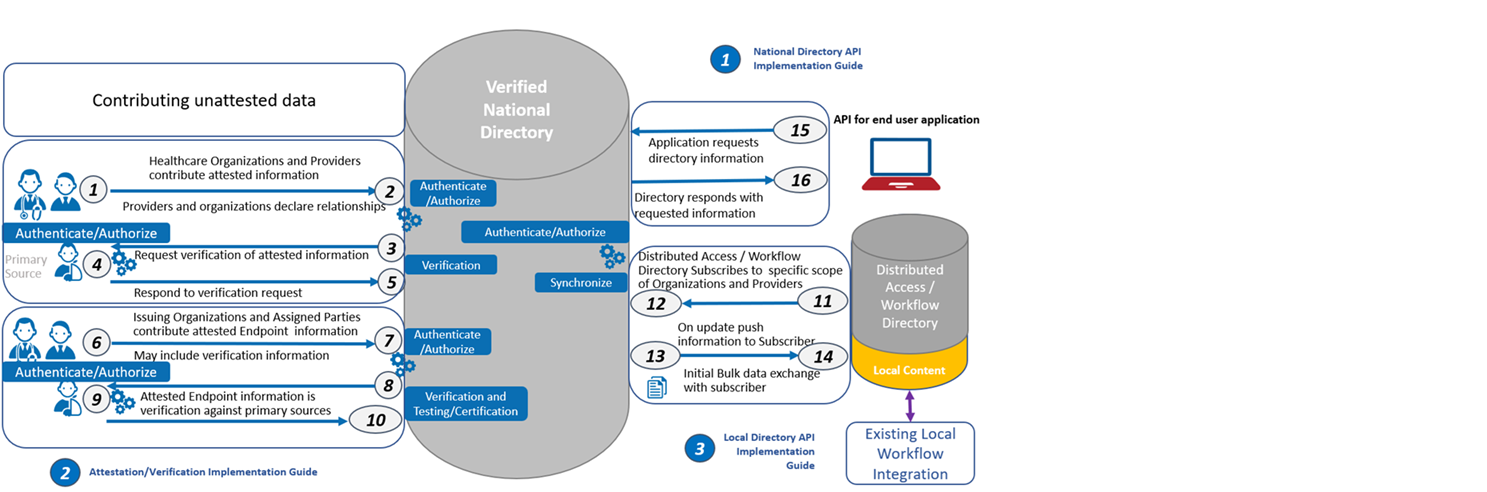 1
National Directory API
Implementation Guide
Contributing unattested data
Verified
National
Directory
API for end user application
15
Application requests
directory information
16
Directory responds with
requested information
Healthcare Organizations and Providers
contribute attested information
1
2
Providers and organizations declare relationships
Authenticate
/Authorize
Authenticate/Authorize
Authenticate/Authorize
3
Request verification of attested information
Primary
Source
4
Verification
5
Respond to verification request
Synchronize
Distributed Access / Workflow
Directory Subscribes to specific scope
of Organizations and Providers
12
11
On update push
information to Subscriber
13
14
Initial Bulk data exchange
with subscriber
Distributed
Access /
Workflow
Directory
Local Content
Issuing Organizations and Assigned Parties
contribute attested Endpoint information
6
7
May include verification information
Authenticate
/Authorize
Authenticate/Authorize
8
9
Attested Endpoint information is
verification against primary sources
10
Verification and
Testing/Certification
3
Local Directory API
Implementation
Guide
Existing Local
Workflow
Integration
2
Attestation/Verification Implementation Guide